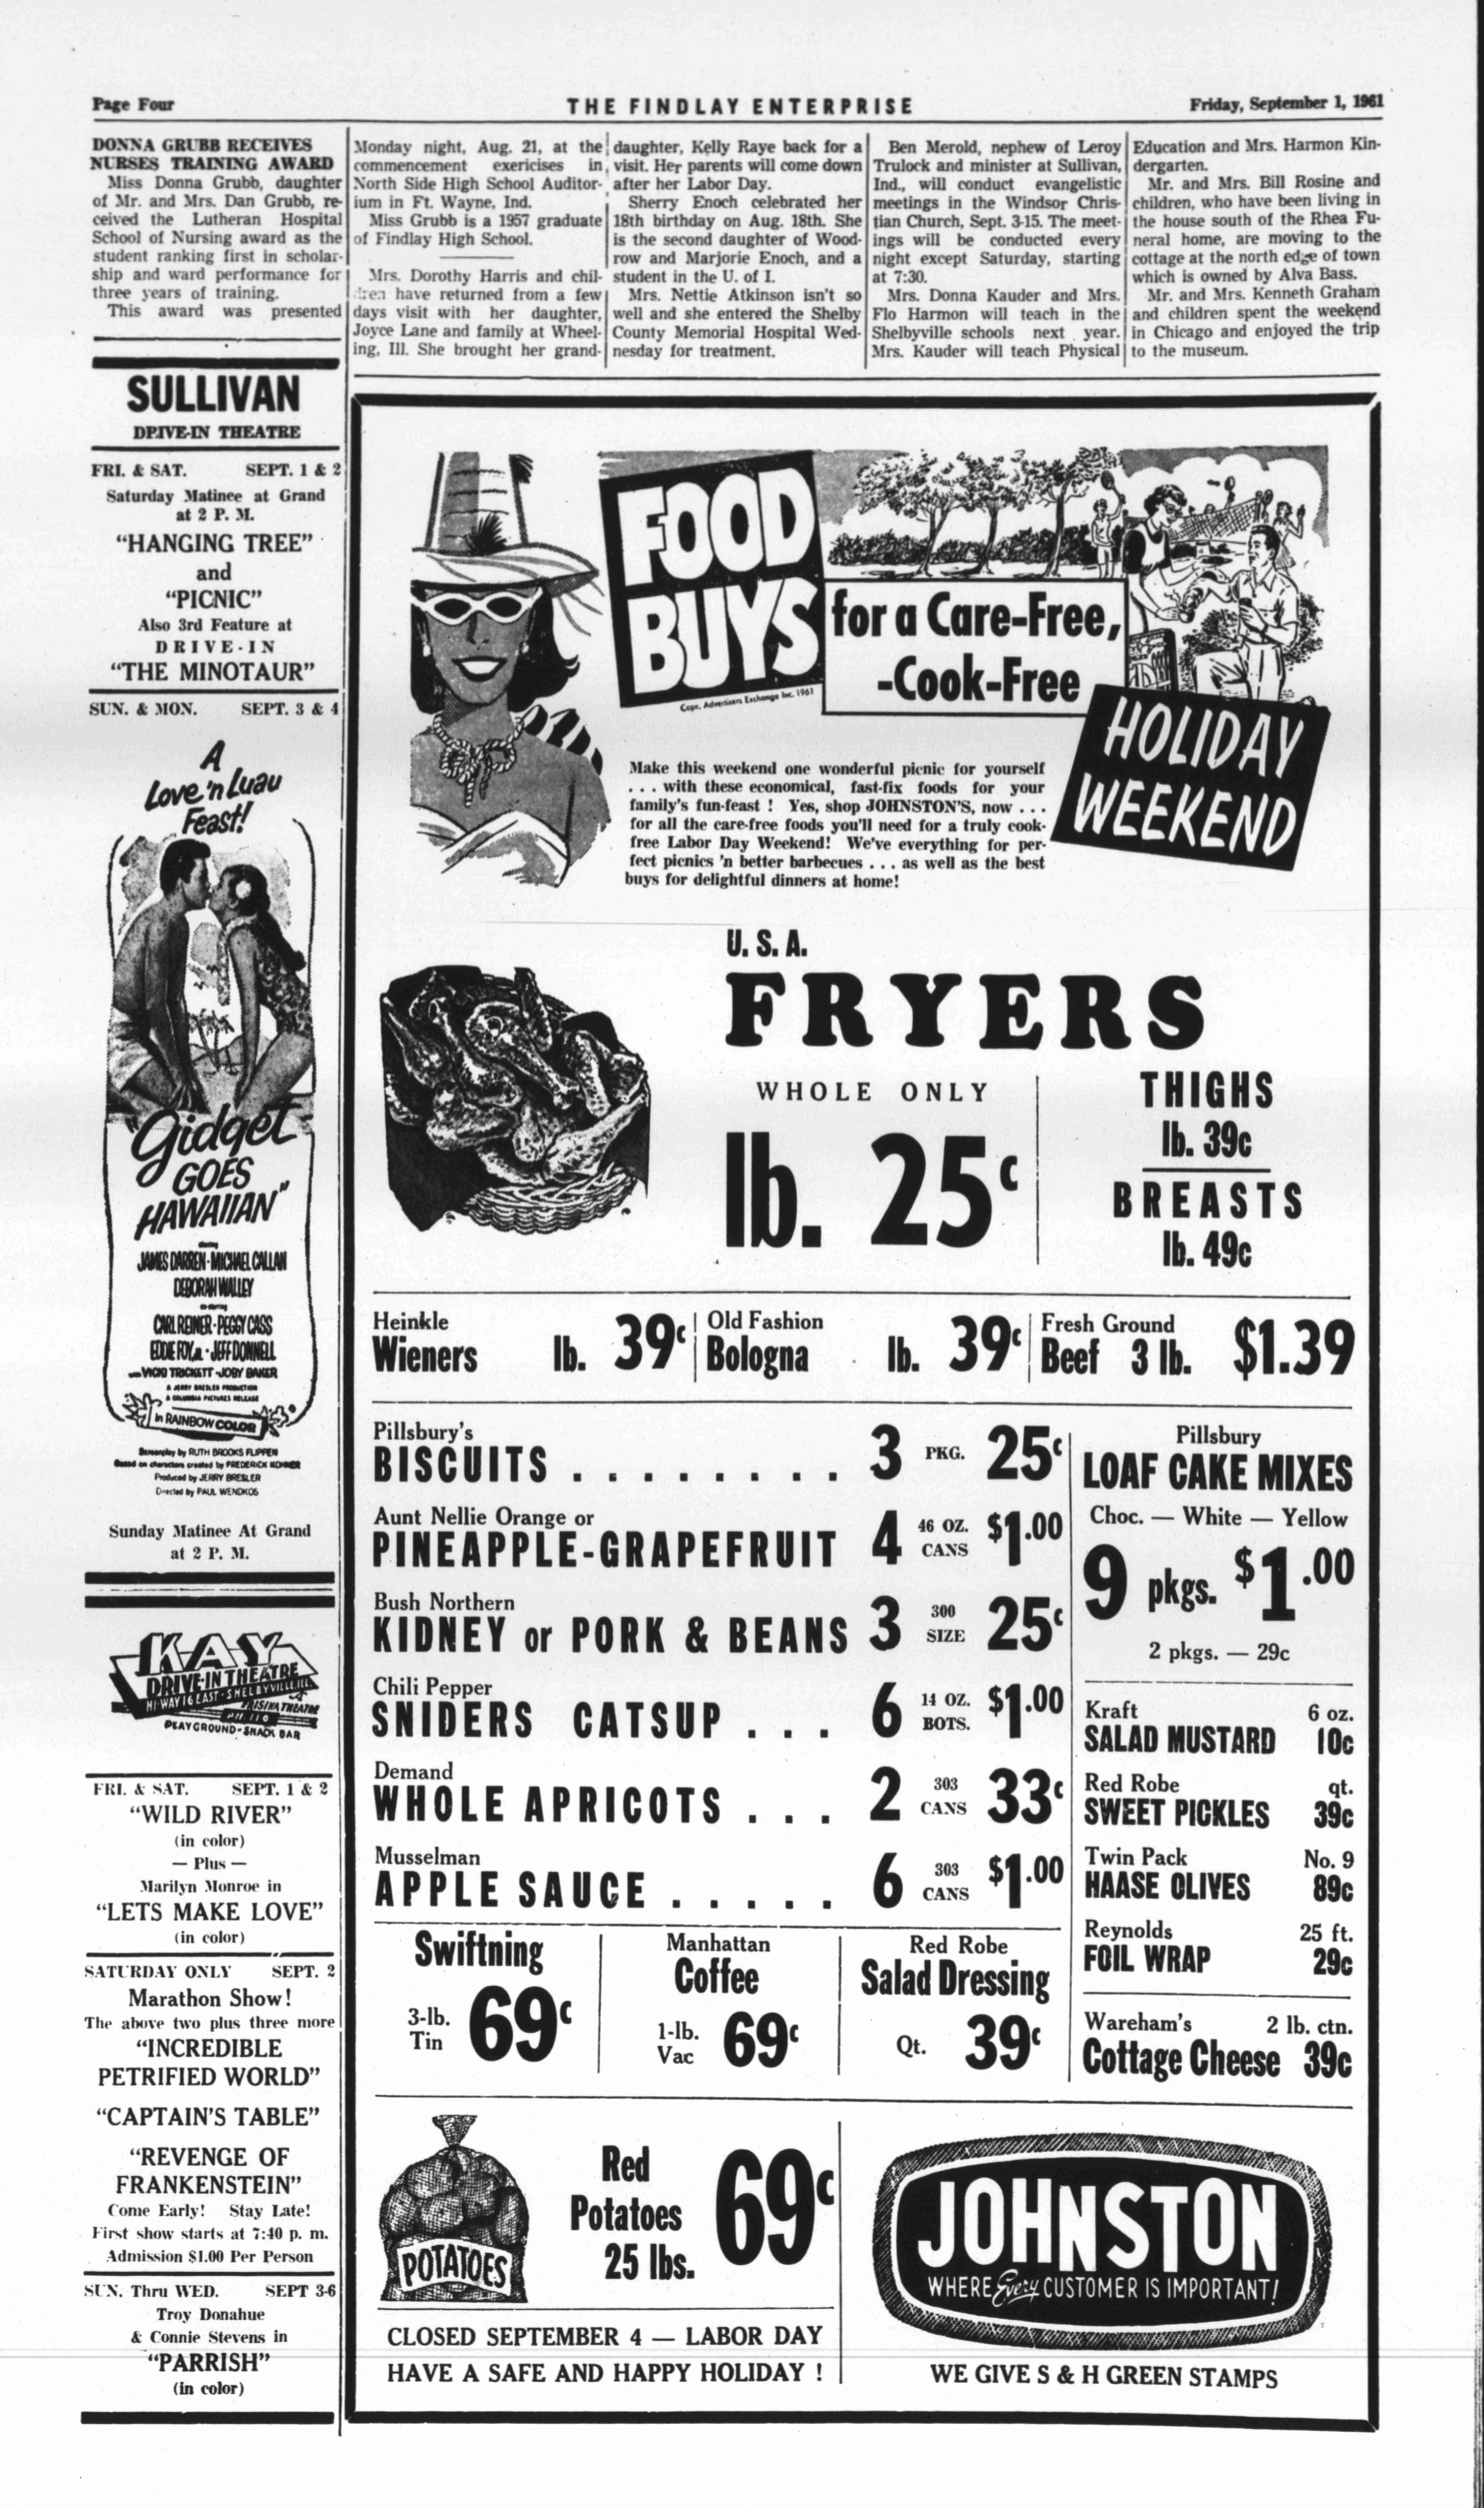 Page Four
THE FINDLAY ENTERPRISE
Friday, September 1, 1961
DONNA GRUBB RECEIVES
NURSES TRAINING AWARD
Miss Donna Grubb, daughter
of Mr. and Mrs. Dan Grubb, re-
ceived the Lutheran Hospital
School of Nursing award as the
student ranking first in scholar-
ship and ward performance for
three years of training.
This award was presented
Monday night, Aug. 21, at the
commencement exericises in
North Side High School Auditor-
ium in Ft. Wayne, Ind.
Miss Grubb is a 1957 graduate
of Findlay High School.
Mrs. Dorothy Harris and chil-
dren have returned from a few
days visit with her daughter,
Joyce Lane and family at Wheel-
ing, Ill. She brought her grand-
daughter, Kelly Raye back for a
visit. Her parents will come down
after her Labor Day.
Sherry Enoch celebrated her
18th birthday on Aug. 18th. She
is the second daughter of Wood-
row and Marjorie Enoch, and a
student in the U. of I.
Mrs. Nettie Atkinson isn't so
well and she entered the Shelby
County Memorial Hospital Wed-
nesday for treatment.
Ben Merold, nephew of Leroy
Trulock and minister at Sullivan,
Ind., will conduct evangelistic
meetings in the Windsor Chris-
tian Church, Sept. 3-15. The meet-
ings will be conducted every
night except Saturday, starting
at 7:30.
Mrs. Donna Kauder and Mrs.
Flo Harmon will teach in the
Shelbyville schools next year.
Mrs. Kauder will teach Physical
Education and Mrs. Harmon Kin-
dergarten.
Mr. and Mrs. Bill Rosine and
children, who have been living in
the house south of the Rhea Fu-
neral home, are moving to the
cottage at the north edge of town
which is owned by Alva Bass.
Mr. and Mrs. Kenneth Graham
and children spent the weekend
in Chicago and enjoyed the trip
to the museum.
SULLIVAN
DRIVE-IN THEATRE
FRI. & SAT. SEPT. 1 & 2
Saturday Matinee at Grand
at 2 P. M.
"HANGING TREE"
and
"PICNIC"
Also 3rd Feature at
DRIVE-IN
"THE MINOTAUR"
SUN. & MON. SEPT. 3 & 4
A
Love 'n Luau
Feast!
"Gidget
GOES
HAWAIIAN"
starring
JAMES DARREN · MICHAEL CALLAN
DEBORAH WALLEY
co-starring
CARL REINER · PEGGY CASS
EDDIE FOY Jr. · JEFF DONNELL
VICKI TRICKETT · JOBY BAKER
A JERRY BRESLER PRODUCTION
A COLUMBIA PICTURES RELEASE
in RAINBOW COLOR
Screenplay by RUTH BROOKS FLIPPEN
Based on characters created by FREDERICK KOHNER
Produced by JERRY BRESLER
Directed by PAUL WENDKOS
Sunday Matinee At Grand
at 2 P. M.
KAY
DRIVE-IN THEATRE
HI-WAY 16 EAST - SHELBYVILLE ILL
PLAYGROUND - SNACK BAR
FRI. & SAT. SEPT. 1 & 2
"WILD RIVER"
(in color)
— Plus —
Marilyn Monroe in
"LETS MAKE LOVE"
(in color)
SATURDAY ONLY SEPT. 2
Marathon Show!
The above two plus three more
"INCREDIBLE
PETRIFIED WORLD"
"CAPTAIN'S TABLE"
"REVENGE OF
FRANKENSTEIN"
Come Early! Stay Late!
First show starts at 7:40 p. m.
Admission $1.00 Per Person
SUN. Thru WED. SEPT 3-6
Troy Donahue
& Connie Stevens in
"PARRISH"
(in color)
FOOD
BUYS
for a Care-Free,
-Cook-Free
HOLIDAY
WEEKEND
Copr. Advertisers Exchange Inc. 1961
Make this weekend one wonderful picnic for yourself
. . . with these economical, fast-fix foods for your
family's fun-feast ! Yes, shop JOHNSTON'S, now . . .
for all the care-free foods you'll need for a truly cook-
free Labor Day Weekend! We've everything for per-
fect picnics 'n better barbecues . . . as well as the best
buys for delightful dinners at home!
U. S. A.
FRYERS
WHOLE ONLY
lb. 25c
THIGHS
lb. 39c
BREASTS
lb. 49c
Heinkle
Wieners lb. 39c
Old Fashion
Bologna lb. 39c
Fresh Ground
Beef 3 lb. $1.39
Pillsbury's
BISCUITS . . . . . . . . . 3 PKG. 25c
Aunt Nellie Orange or
PINEAPPLE-GRAPEFRUIT 4 46 OZ. CANS $1.00
Bush Northern
KIDNEY or PORK & BEANS 3 300 SIZE 25c
Chili Pepper
SNIDERS CATSUP . . . 6 14 OZ. BOTS. $1.00
Demand
WHOLE APRICOTS . . . 2 303 CANS 33c
Musselman
APPLE SAUCE . . . . . 6 303 CANS $1.00
Pillsbury
LOAF CAKE MIXES
Choc. — White — Yellow
9 pkgs. $1.00
2 pkgs. — 29c
Kraft 6 oz.
SALAD MUSTARD 10c
Red Robe qt.
SWEET PICKLES 39c
Twin Pack No. 9
HAASE OLIVES 89c
Reynolds 25 ft.
FOIL WRAP 29c
Wareham's 2 lb. ctn.
Cottage Cheese 39c
Swiftning
3-lb. Tin 69c
Manhattan
Coffee
1-lb. Vac 69c
Red Robe
Salad Dressing
Qt. 39c
POTATOES
Red
Potatoes
25 lbs.
69c
CLOSED SEPTEMBER 4 — LABOR DAY
HAVE A SAFE AND HAPPY HOLIDAY !
JOHNSTON
WHERE Every CUSTOMER IS IMPORTANT!
WE GIVE S & H GREEN STAMPS